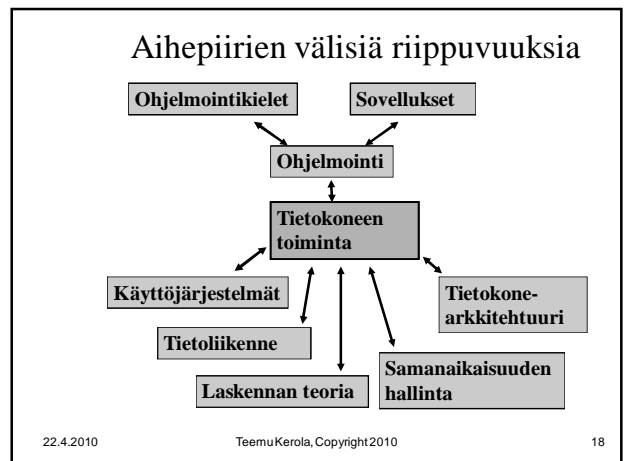 Aihepiirien välisiä riippuvuuksia
Ohjelmointikielet
Sovellukset
Ohjelmointi
Tietokoneen
toiminta
Käyttöjärjestelmät
Tietokone-
arkkitehtuuri
Tietoliikenne
Samanaikaisuuden
hallinta
Laskennan teoria
22.4.2010
Teemu Kerola, Copyright 2010
18